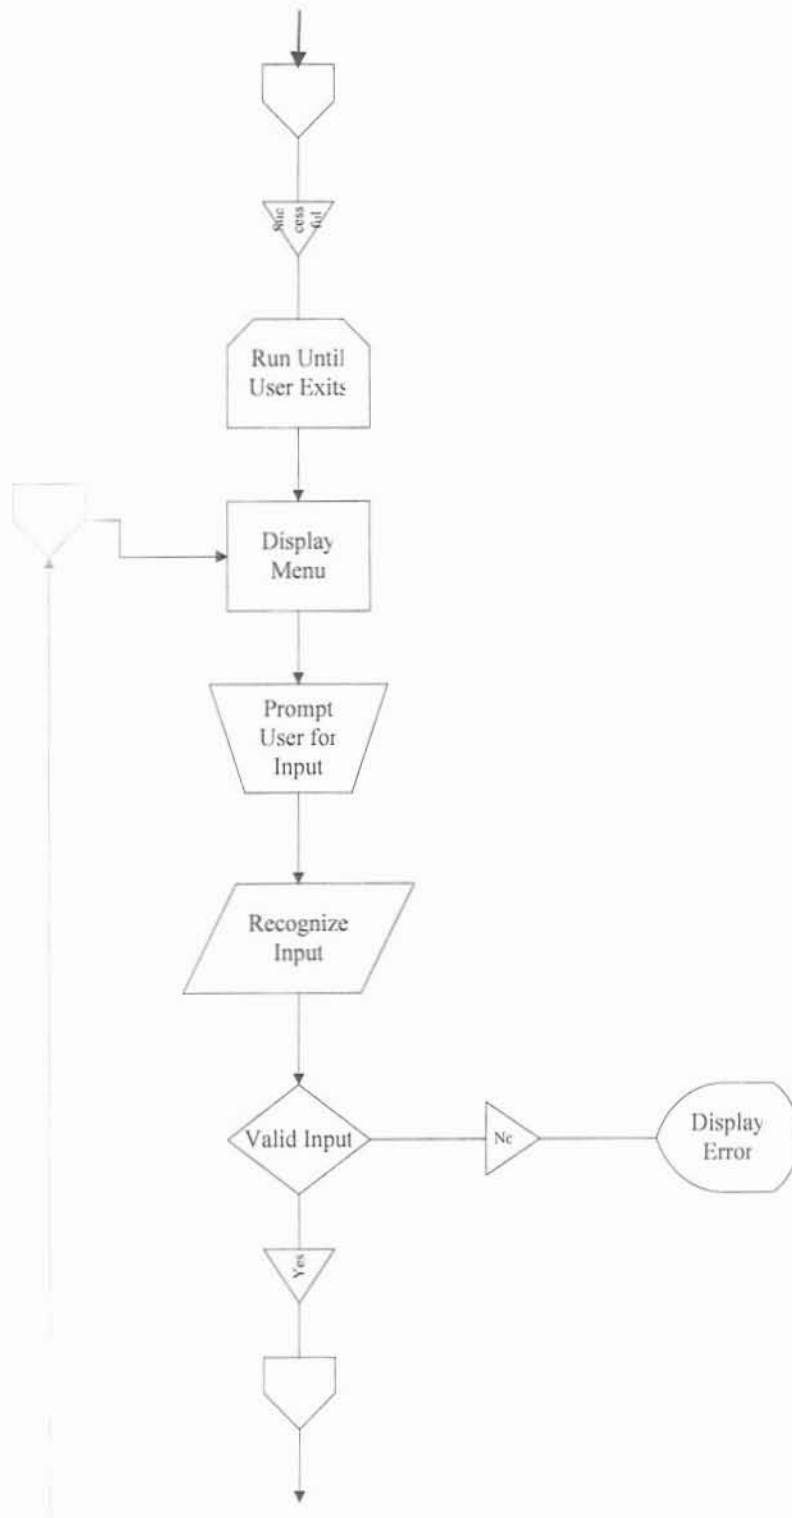 Suc
cess
ful
Run Until
User Exits
Display
Menu
Prompt
User for
Input
Recognize
Input
Valid Input
No
Display
Error
Yes